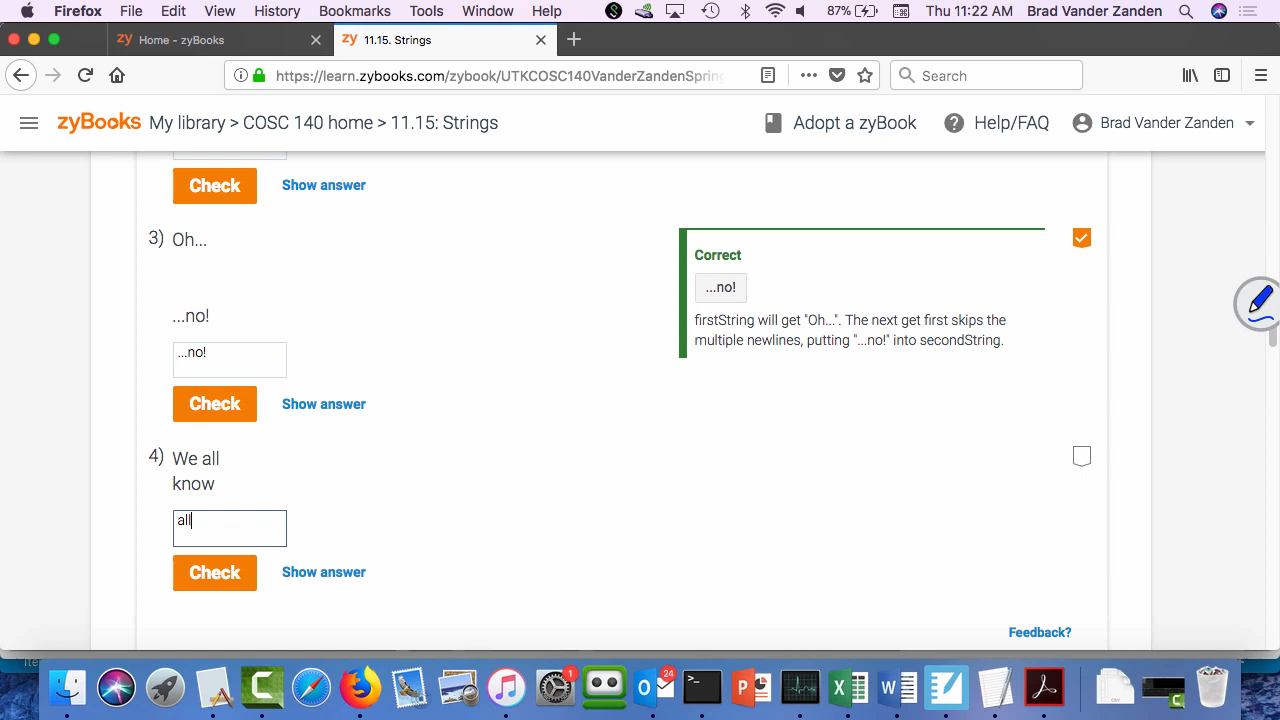 Firefox File Edit View History Bookmarks Tools Window Help 87% Thu 11:22 AM Brad Vander Zanden
zy Home - zyBooks
zy 11.15. Strings
https://learn.zybooks.com/zybook/UTKCOSC140VanderZandenSpring
Search
zyBooks My library > COSC 140 home > 11.15: Strings
Adopt a zyBook
Help/FAQ
Brad Vander Zanden
Check
Show answer
3) Oh...
...no!
...no!
Check
Show answer
Correct
...no!
firstString will get "Oh...". The next get first skips the
multiple newlines, putting "...no!" into secondString.
4) We all
know
all
Check
Show answer
Feedback?
1
24